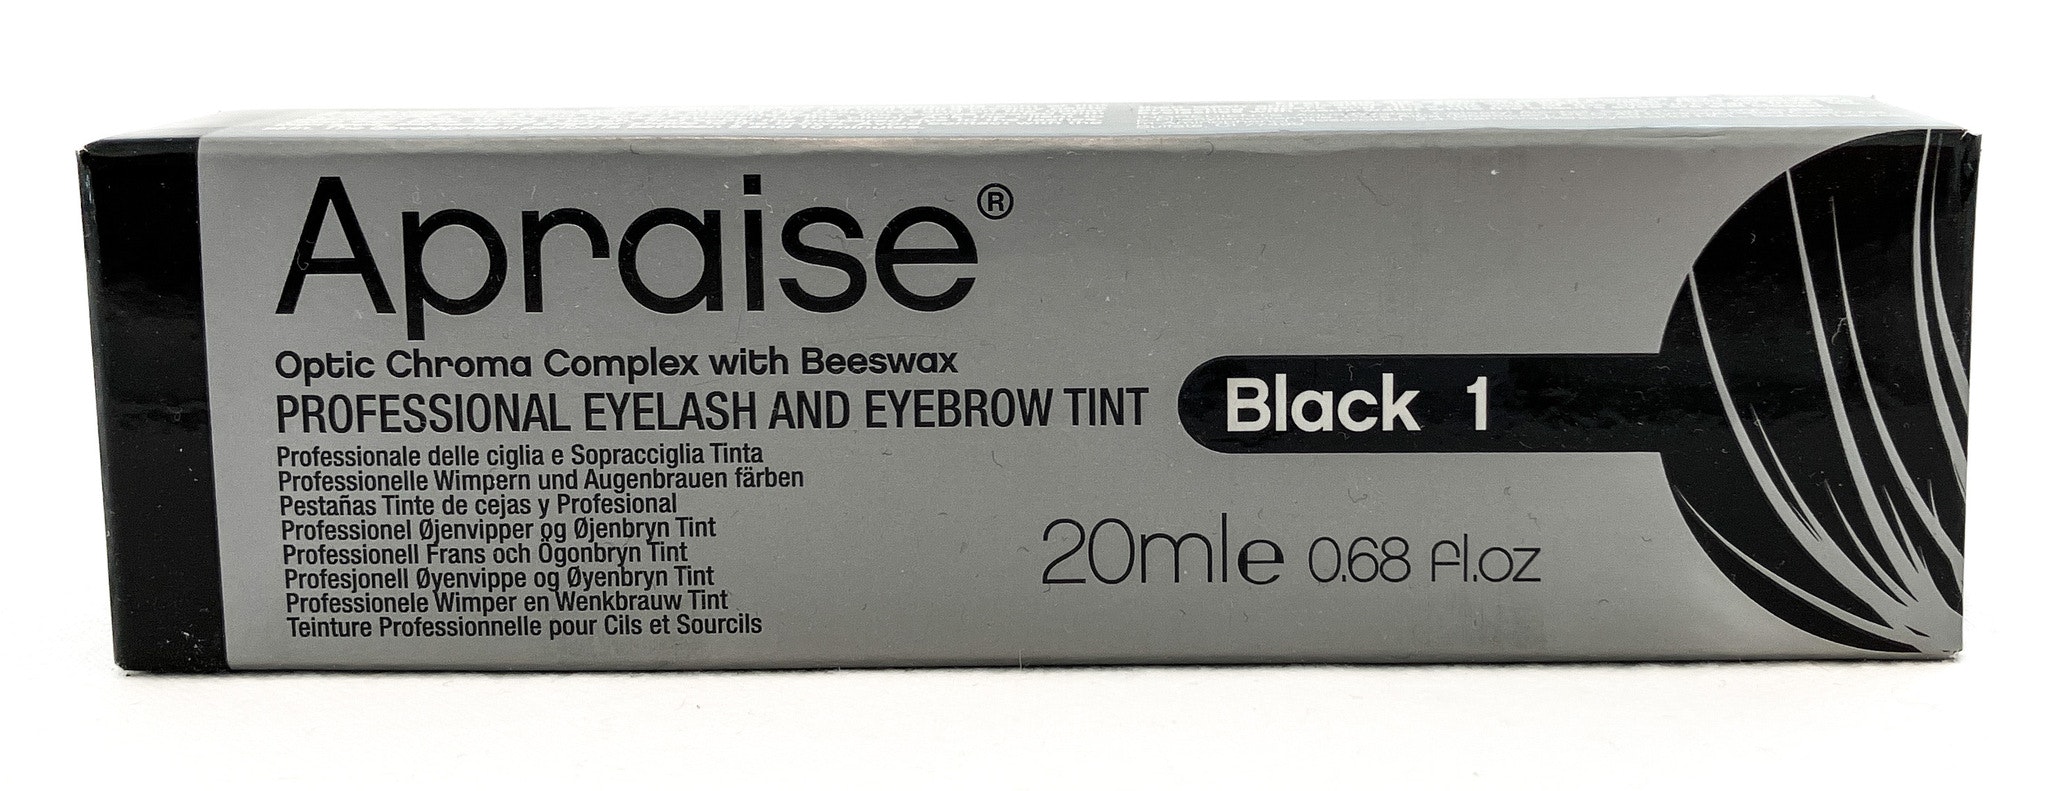 Apraise®
Optic Chroma Complex with Beeswax
PROFESSIONAL EYELASH AND EYEBROW TINT
Black 1
Professionale delle ciglia e Sopracciglia Tinta
Professionelle Wimpern und Augenbrauen färben
Pestañas Tinte de cejas y Profesional
Professionel Øjenvipper og Øjenbryn Tint
Professionell Frans och Ögonbryn Tint
Profesjonell Øyenvippe og Øyenbryn Tint
Professionele Wimper en Wenkbrauw Tint
Teinture Professionnelle pour Cils et Sourcils
20ml℮ 0.68 fl.oz